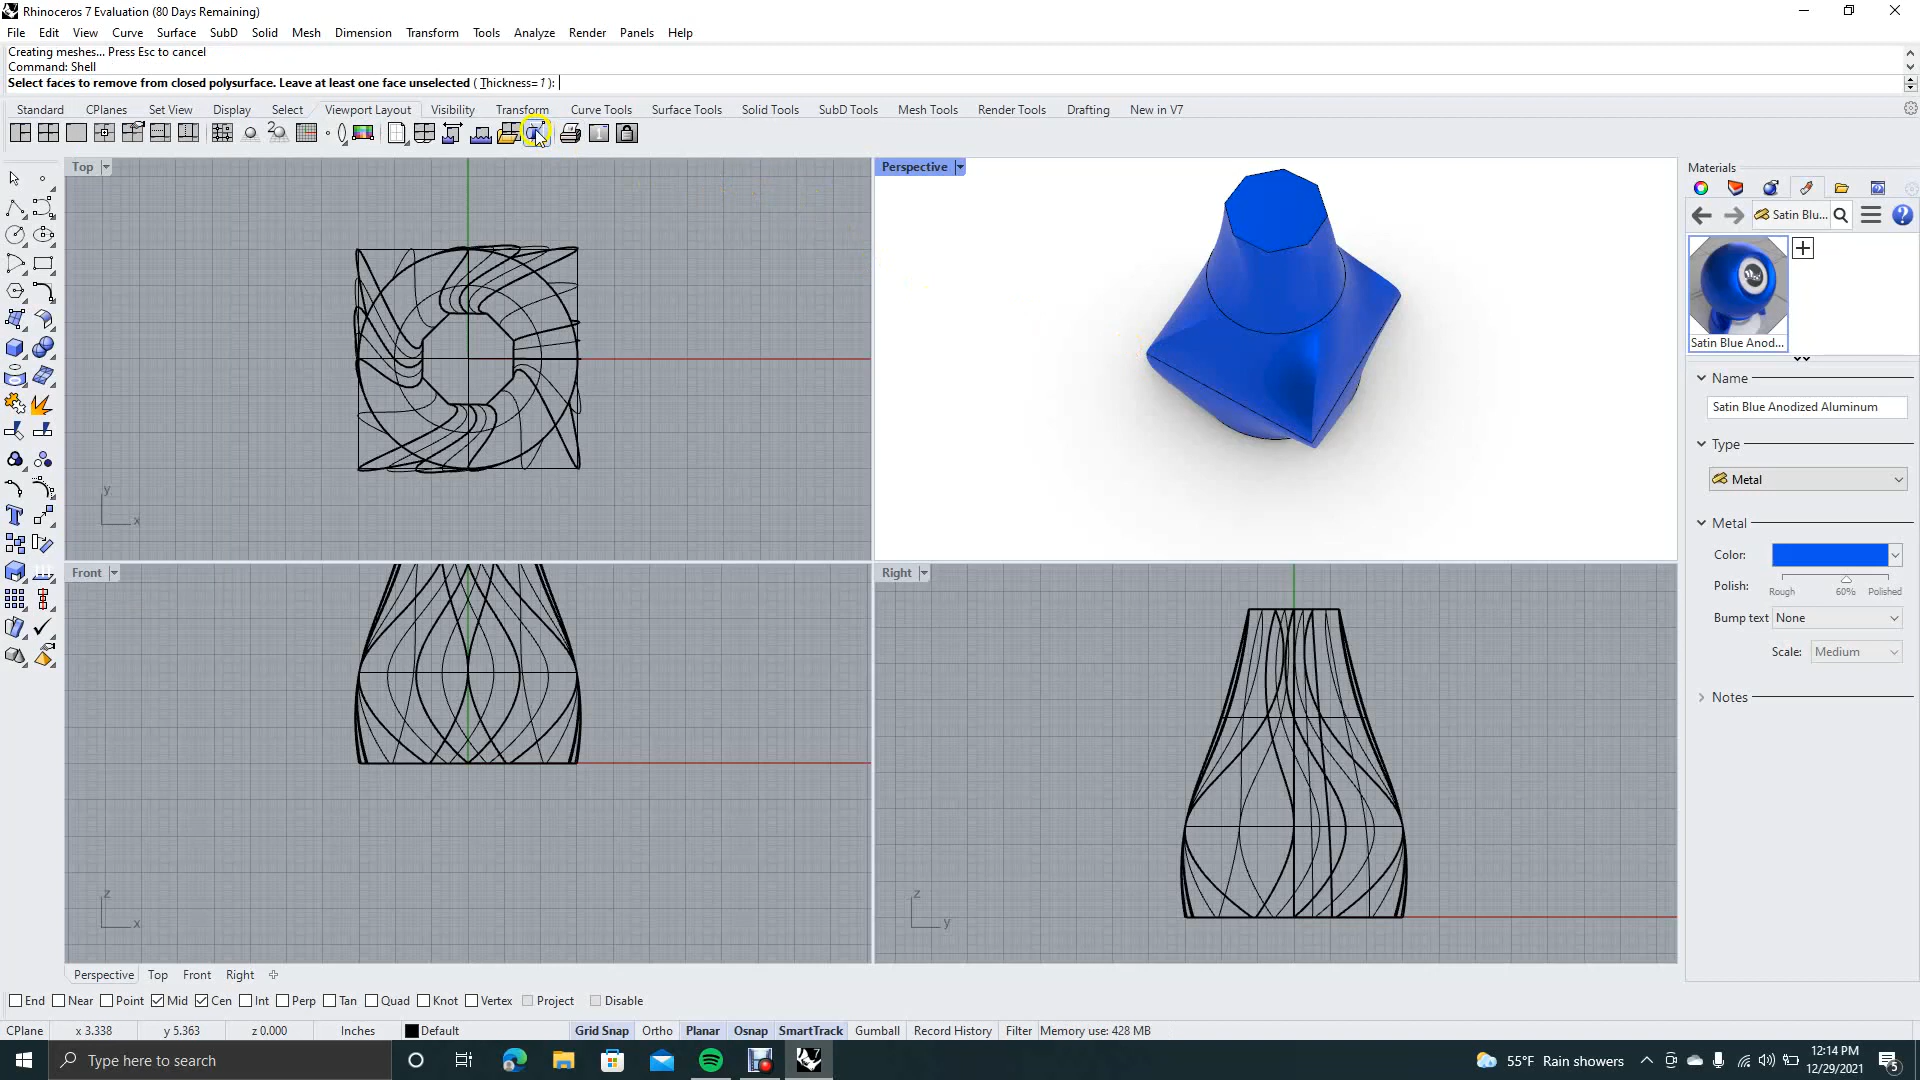 Rhinoceros 7 Evaluation (80 Days Remaining)
File Edit View Curve Surface SubD Solid Mesh Dimension Transform Tools Analyze Render Panels Help
Creating meshes... Press Esc to cancel
Command: Shell
Select faces to remove from closed polysurface. Leave at least one face unselected ( Thickness=1 ):
Standard CPlanes Set View Display Select Viewport Layout Visibility Transform Curve Tools Surface Tools Solid Tools SubD Tools Mesh Tools Render Tools Drafting New in V7
Top
Perspective
Materials
Satin Blu...
Satin Blue Anod...
Name
Satin Blue Anodized Aluminum
Type
Metal
Metal
Color:
Polish:
Rough 60% Polished
Bump text None
Scale: Medium
Notes
y
x
Front
Right
z
x
z
y
Perspective Top Front Right
End Near Point Mid Cen Int Perp Tan Quad Knot Vertex Project Disable
CPlane x 3.338 y 5.363 z 0.000 Inches Default Grid Snap Ortho Planar Osnap SmartTrack Gumball Record History Filter Memory use: 428 MB
Type here to search
55°F Rain showers
12:14 PM
12/29/2021
5